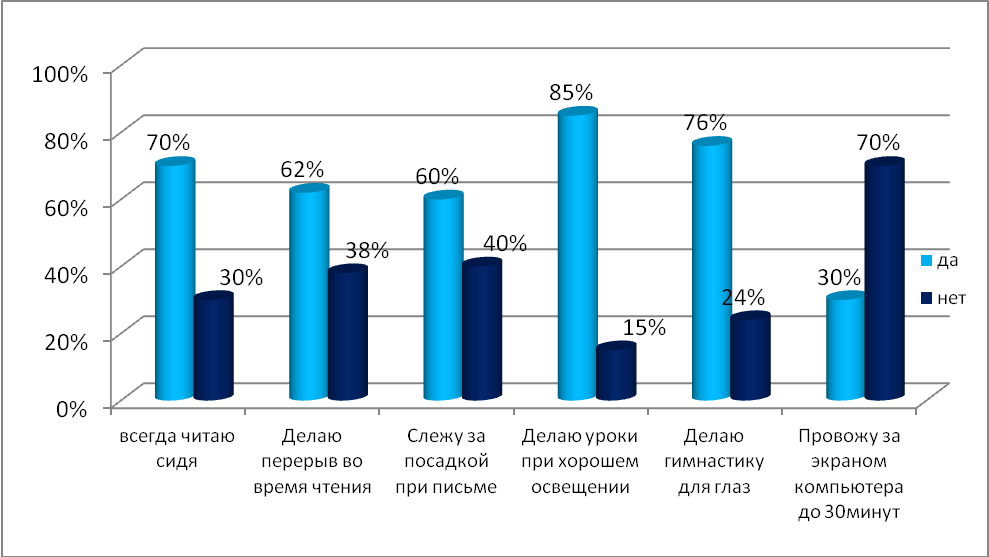 100%
80%
60%
40%
20%
0%
70%
30%
62%
38%
60%
40%
85%
15%
76%
24%
30%
70%
да
нет
всегда читаю
сидя
Делаю
перерыв во
время чтения
Слежу за
посадкой
при письме
Делаю уроки
при хорошем
освещении
Делаю
гимнастику
для глаз
Провожу за
экраном
компьютера
до 30минут